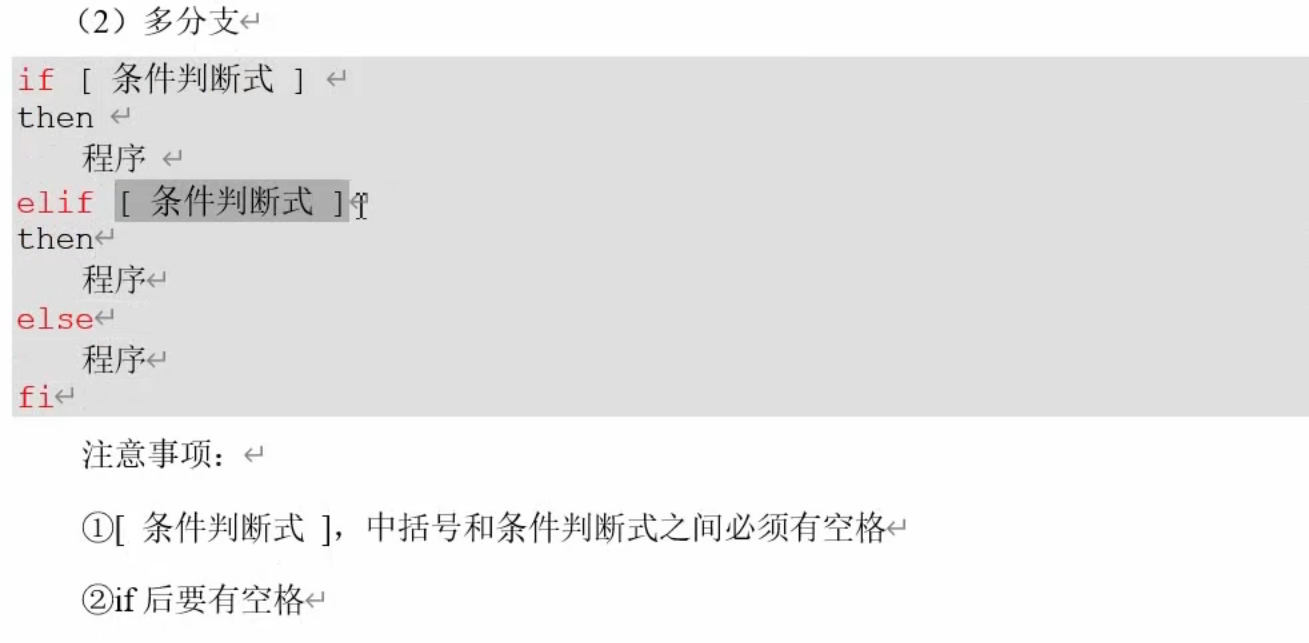 （2）多分支↵
if [ 条件判断式 ] ↵
then ↵
程序 ↵
elif [ 条件判断式 ]↵
then↵
程序↵
else↵
程序↵
fi↵
注意事项：↵
①[ 条件判断式 ]，中括号和条件判断式之间必须有空格↵
②if 后要有空格↵